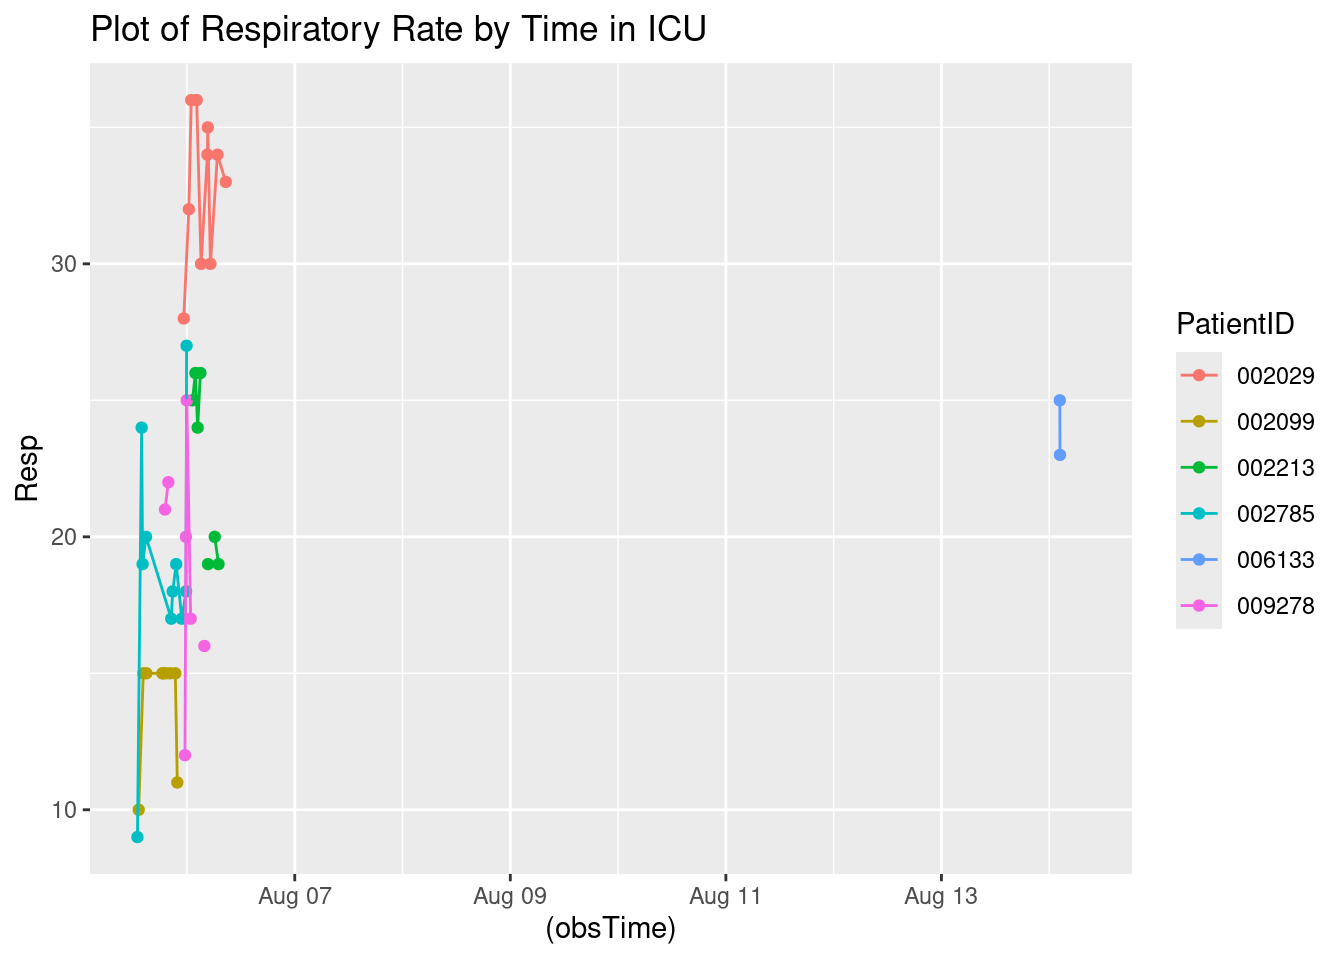 Plot of Respiratory Rate by Time in ICU
Resp
30
20
10
Aug 07 Aug 09 Aug 11 Aug 13
(obsTime)
PatientID
002029
002099
002213
002785
006133
009278